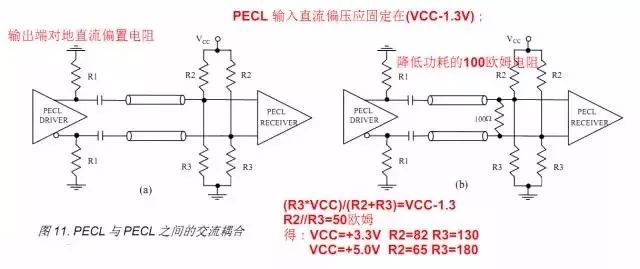 PECL 输入直流偏压应固定在(VCC-1.3V)；
输出端对地直流偏置电阻
降低功耗的100欧姆电阻
VCC
VCC
R1
R2
R2
R1
R2
R2
PECL
DRIVER
PECL
RECEIVER
PECL
DRIVER
100Ω
PECL
RECEIVER
R1
R3
R3
R1
R3
R3
(a)
(b)
(R3*VCC)/(R2+R3)=VCC-1.3
R2//R3=50欧姆
得：VCC=+3.3V R2=82 R3=130
VCC=+5.0V R2=65 R3=180
图 11. PECL 与 PECL 之间的交流耦合